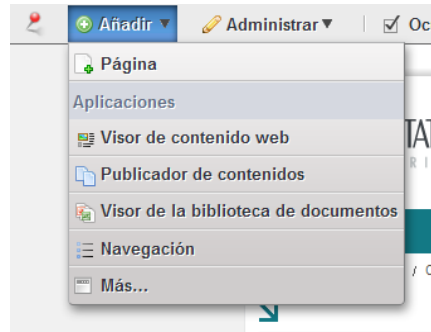 Añadir Administrar Oc
Página
Aplicaciones
Visor de contenido web
Publicador de contenidos
Visor de la biblioteca de documentos
Navegación
Más...